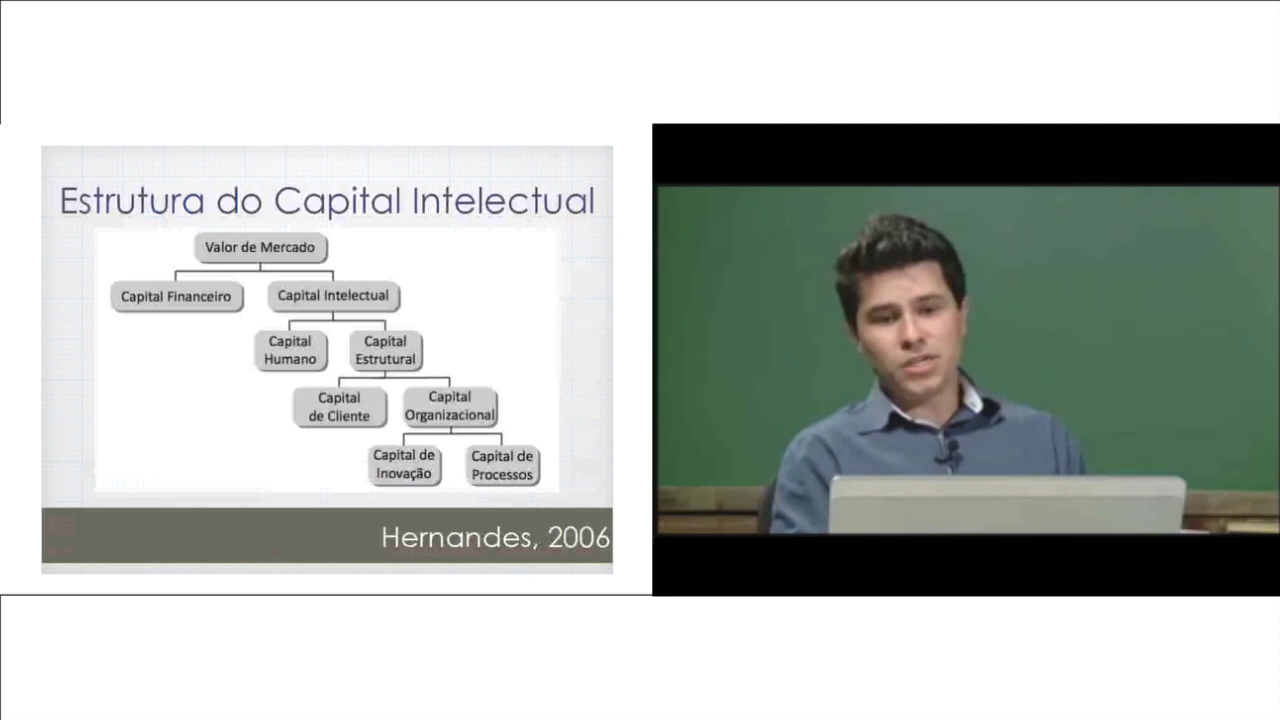 Estrutura do Capital Intelectual
Valor de Mercado
Capital Financeiro
Capital Intelectual
Capital
Humano
Capital
Estrutural
Capital
de Cliente
Capital
Organizacional
Capital de
Inovação
Capital de
Processos
Hernandes, 2006